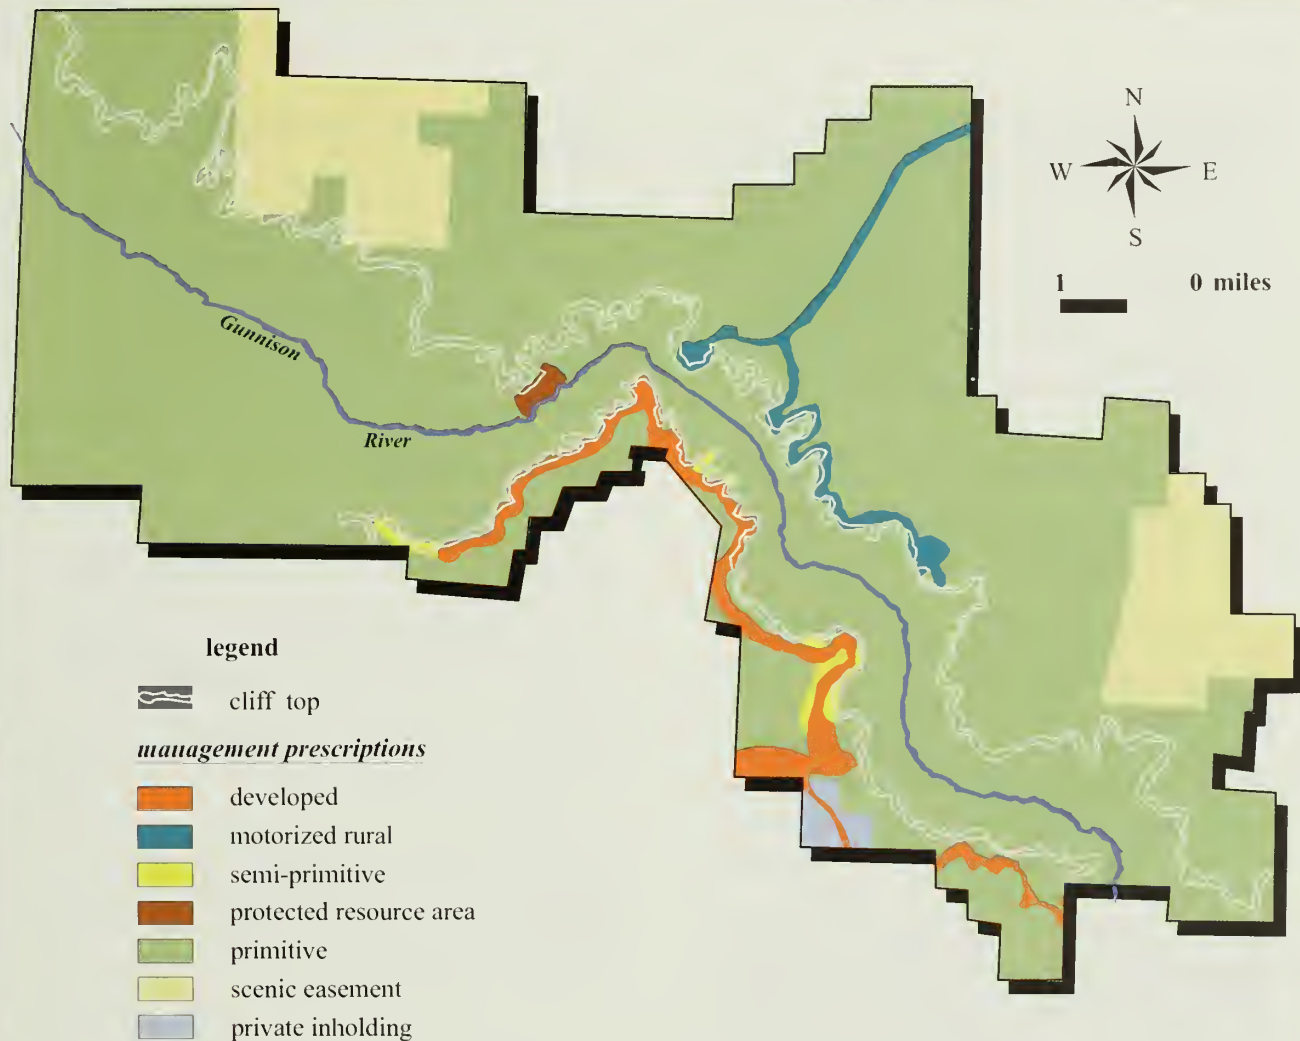 N
W E
S
1 0 miles
Gunnison
River
legend
cliff top
management prescriptions
developed
motorized rural
semi-primitive
protected resource area
primitive
scenic easement
private inholding